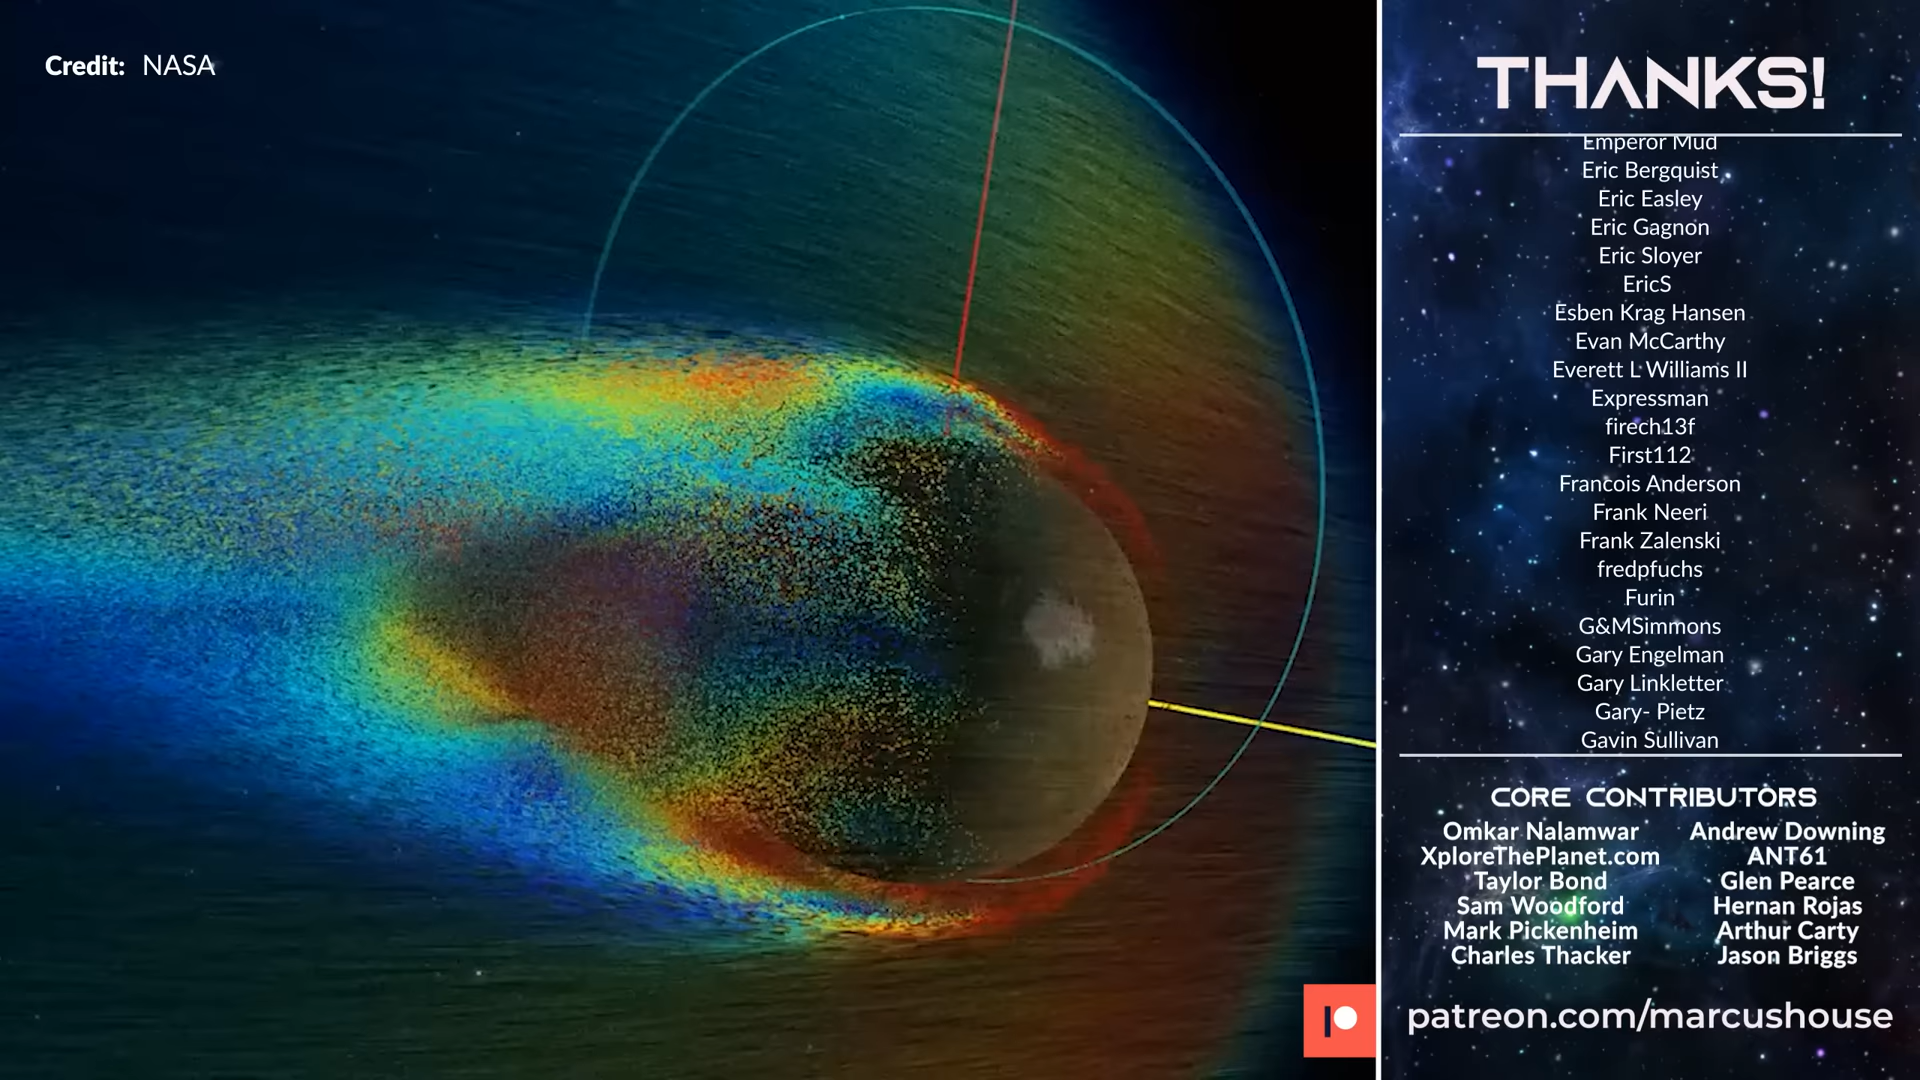 Credit: NASA
THANKS!
Emperor Mud
Eric Bergquist
Eric Easley
Eric Gagnon
Eric Sloyer
EricS
Esben Krag Hansen
Evan McCarthy
Everett L Williams II
Expressman
firech13f
First112
Francois Anderson
Frank Neeri
Frank Zalenski
fredpfuchs
Furin
G&MSimmons
Gary Engelman
Gary Linkletter
Gary- Pietz
Gavin Sullivan
CORE CONTRIBUTORS
Omkar Nalamwar
XploreThePlanet.com
Taylor Bond
Sam Woodford
Mark Pickenheim
Charles Thacker
Andrew Downing
ANT61
Glen Pearce
Hernan Rojas
Arthur Carty
Jason Briggs
patreon.com/marcushouse